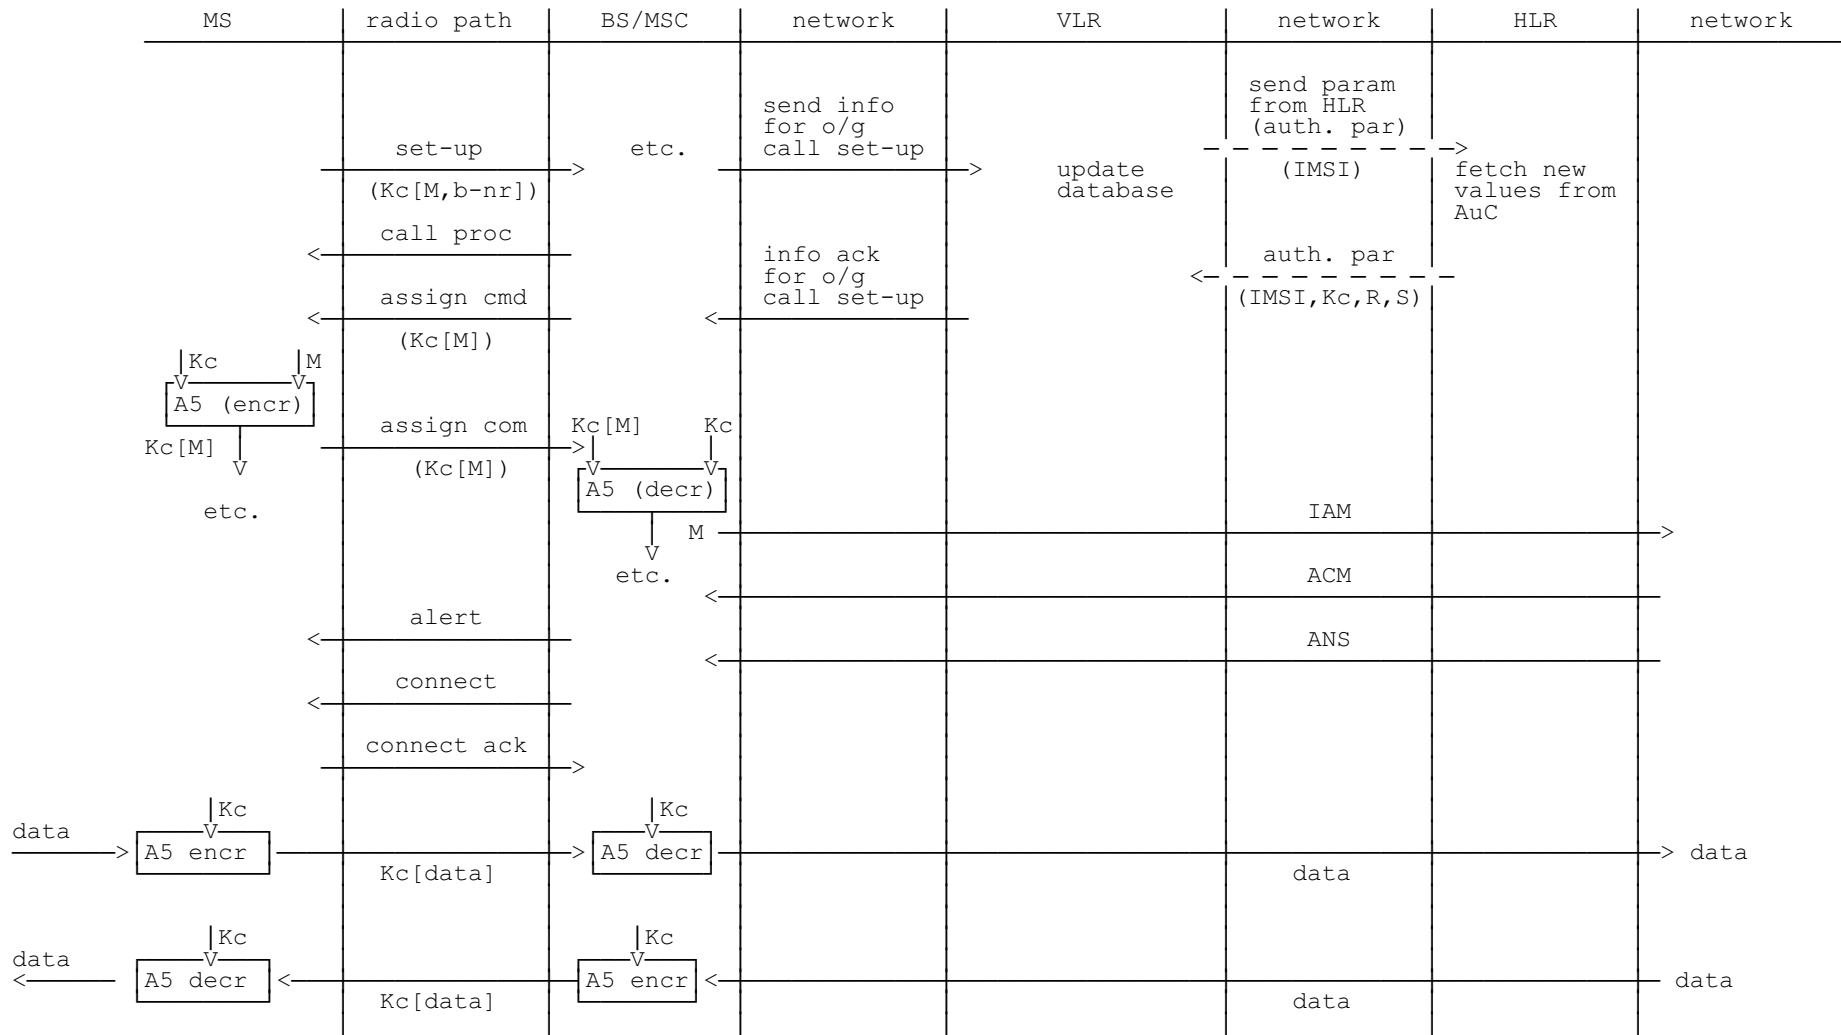 MS radio path BS/MSC network VLR network HLR network
send param
send info from HLR
for o/g (auth. par)
set-up etc. call set-up
update (IMSI) fetch new
(Kc[M,b-nr]) database values from
AuC
call proc
info ack auth. par
for o/g
assign cmd call set-up (IMSI,Kc,R,S)
(Kc[M])
Kc M
A5 (encr)
assign com Kc[M] Kc
Kc[M]
(Kc[M])
A5 (decr)
etc. IAM
M
etc. ACM
alert
ANS
connect
connect ack
Kc Kc
data
A5 encr A5 decr data
Kc[data] data
Kc Kc
data
A5 decr A5 encr data
Kc[data] data